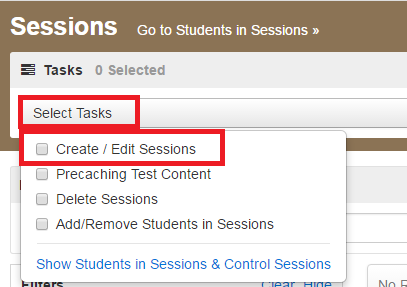 Sessions Go to Students in Sessions »
Tasks 0 Selected
Select Tasks
Create / Edit Sessions
Precaching Test Content
Delete Sessions
Add/Remove Students in Sessions
Show Students in Sessions & Control Sessions
Filters Clear Hide
No R